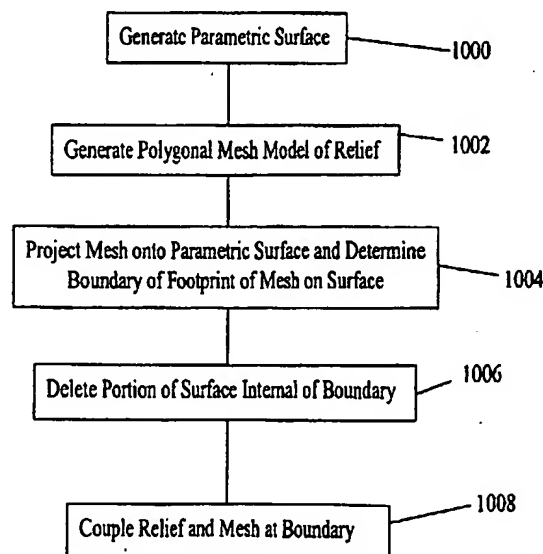 Generate Parametric Surface
1000
Generate Polygonal Mesh Model of Relief
1002
Project Mesh onto Parametric Surface and Determine
Boundary of Footprint of Mesh on Surface
1004
Delete Portion of Surface Internal of Boundary
1006
Couple Relief and Mesh at Boundary
1008